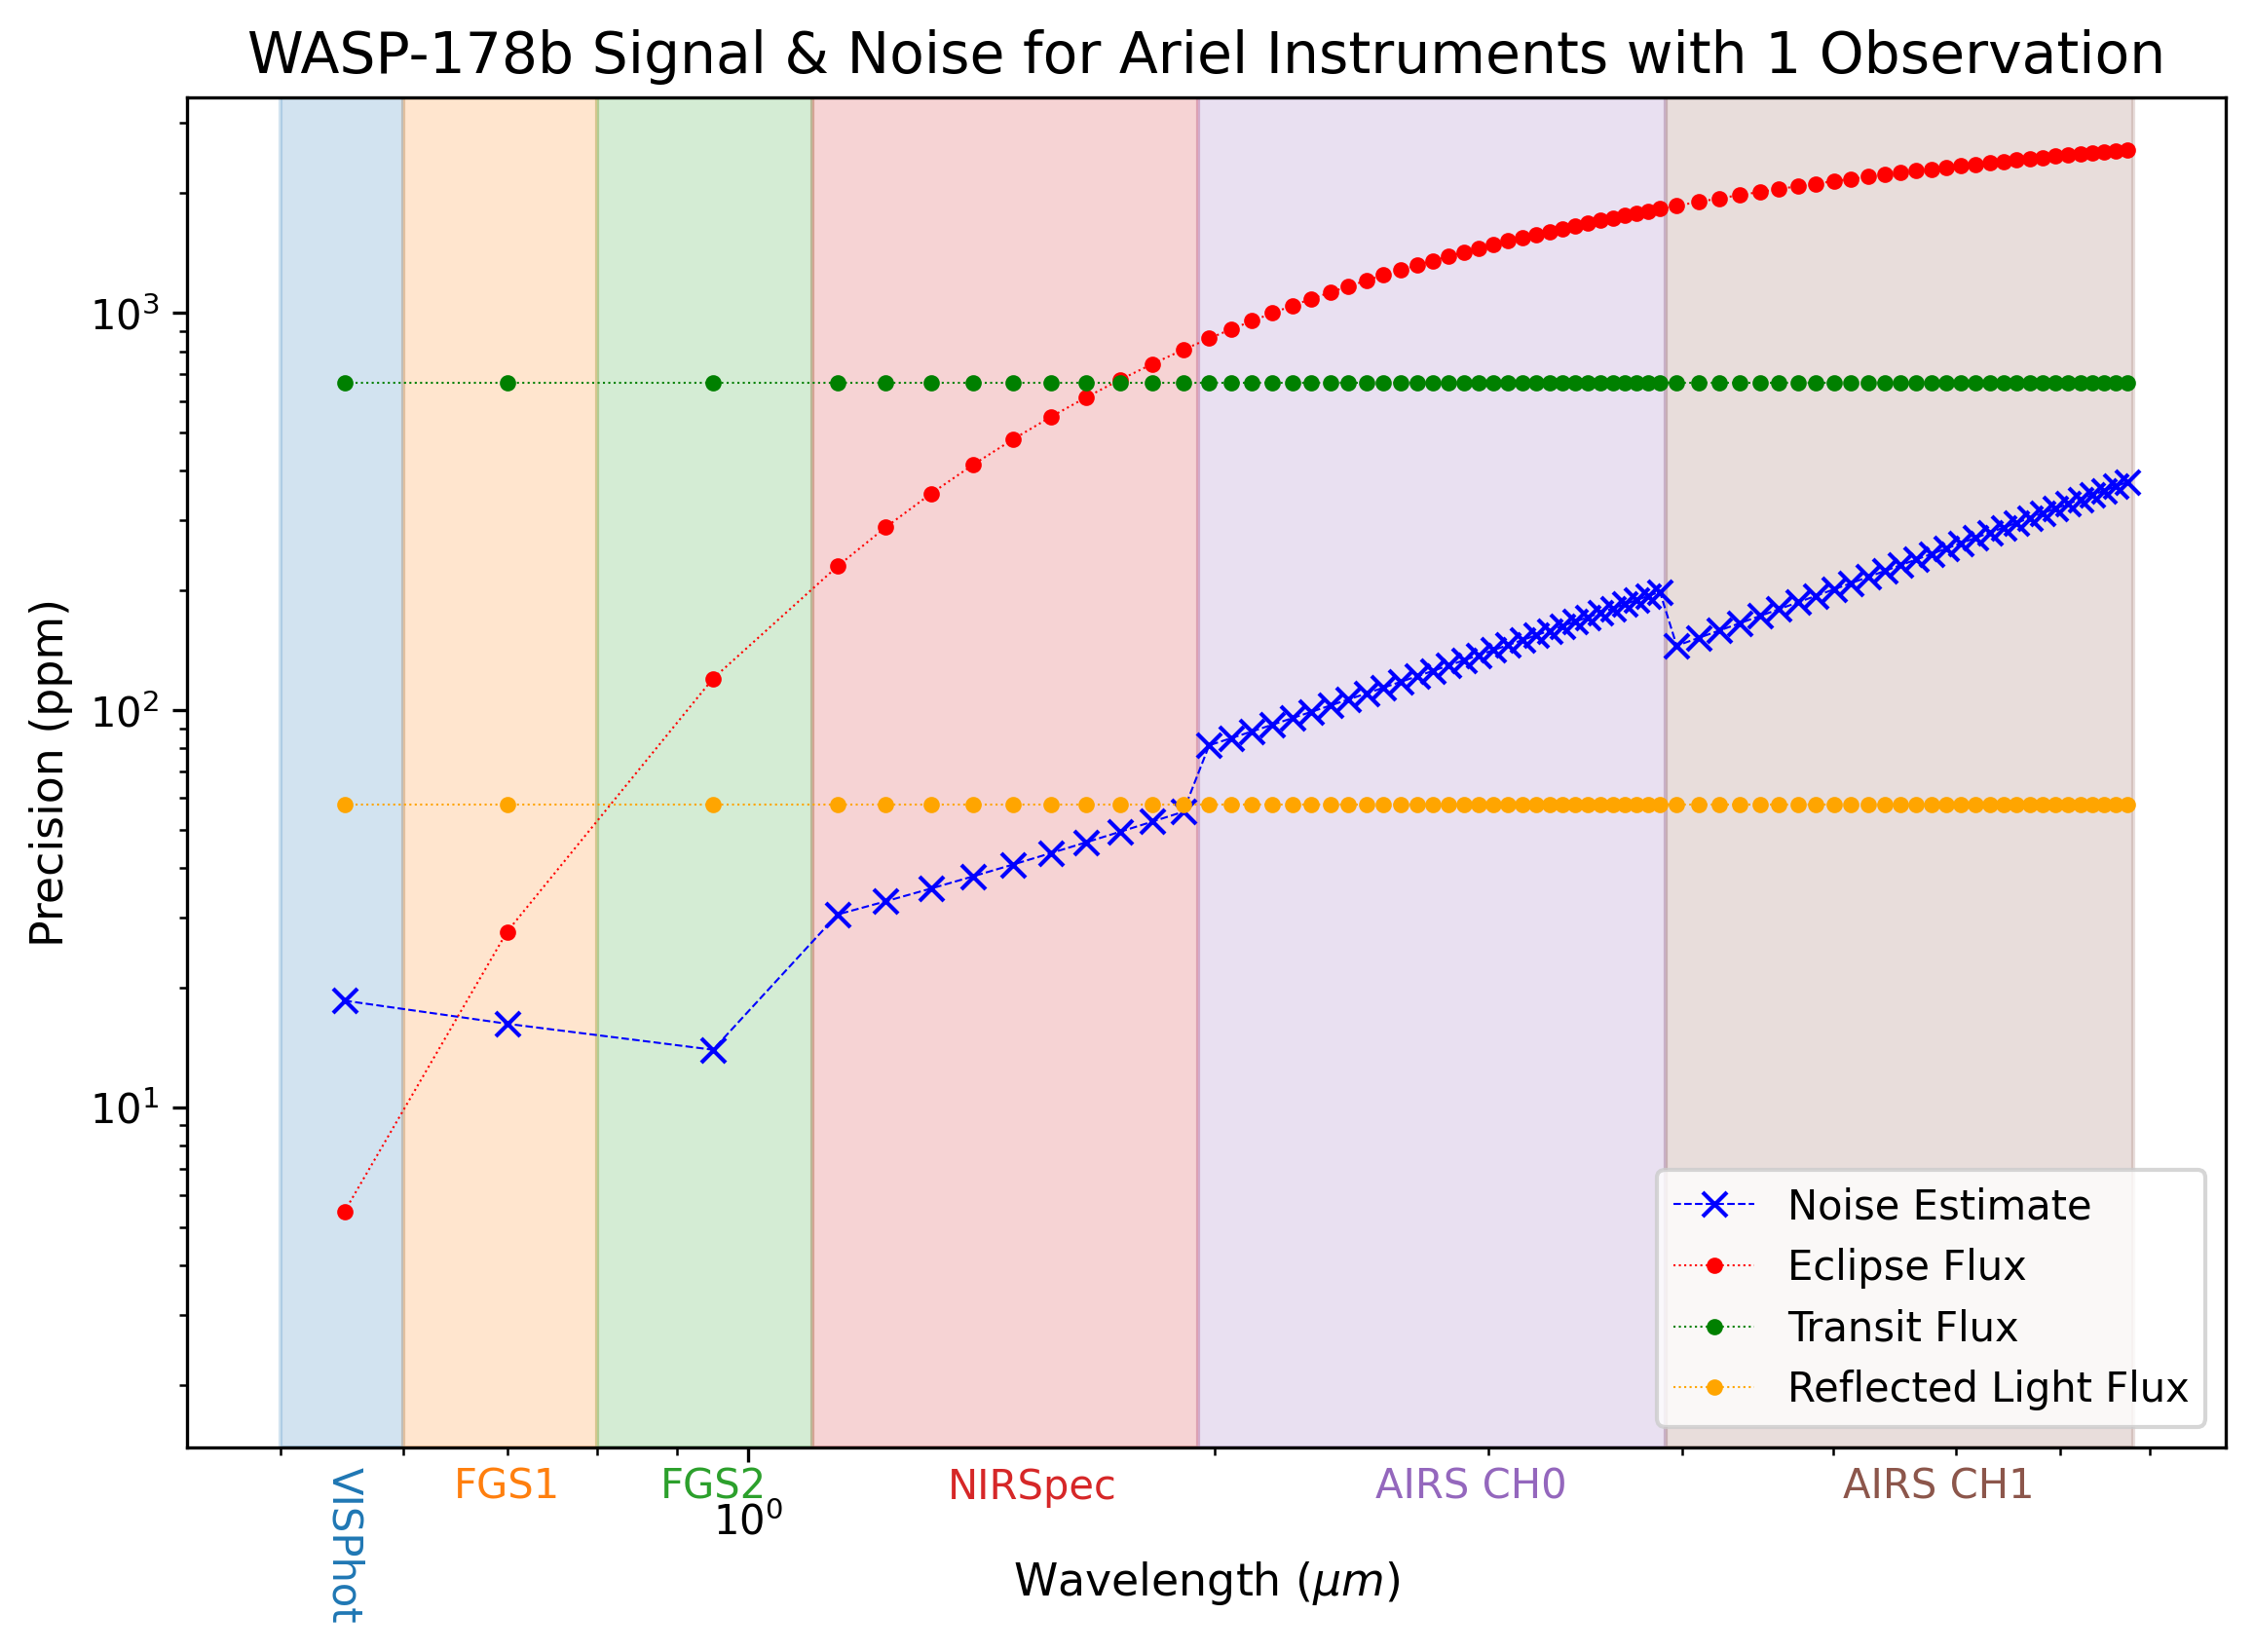 WASP-178b Signal & Noise for Ariel Instruments with 1 Observation
Precision (ppm)
10³
10²
10¹
Noise Estimate
Eclipse Flux
Transit Flux
Reflected Light Flux
VISPhot
FGS1
FGS2
NIRSpec
AIRS CH0
AIRS CH1
10⁰
Wavelength (μm)